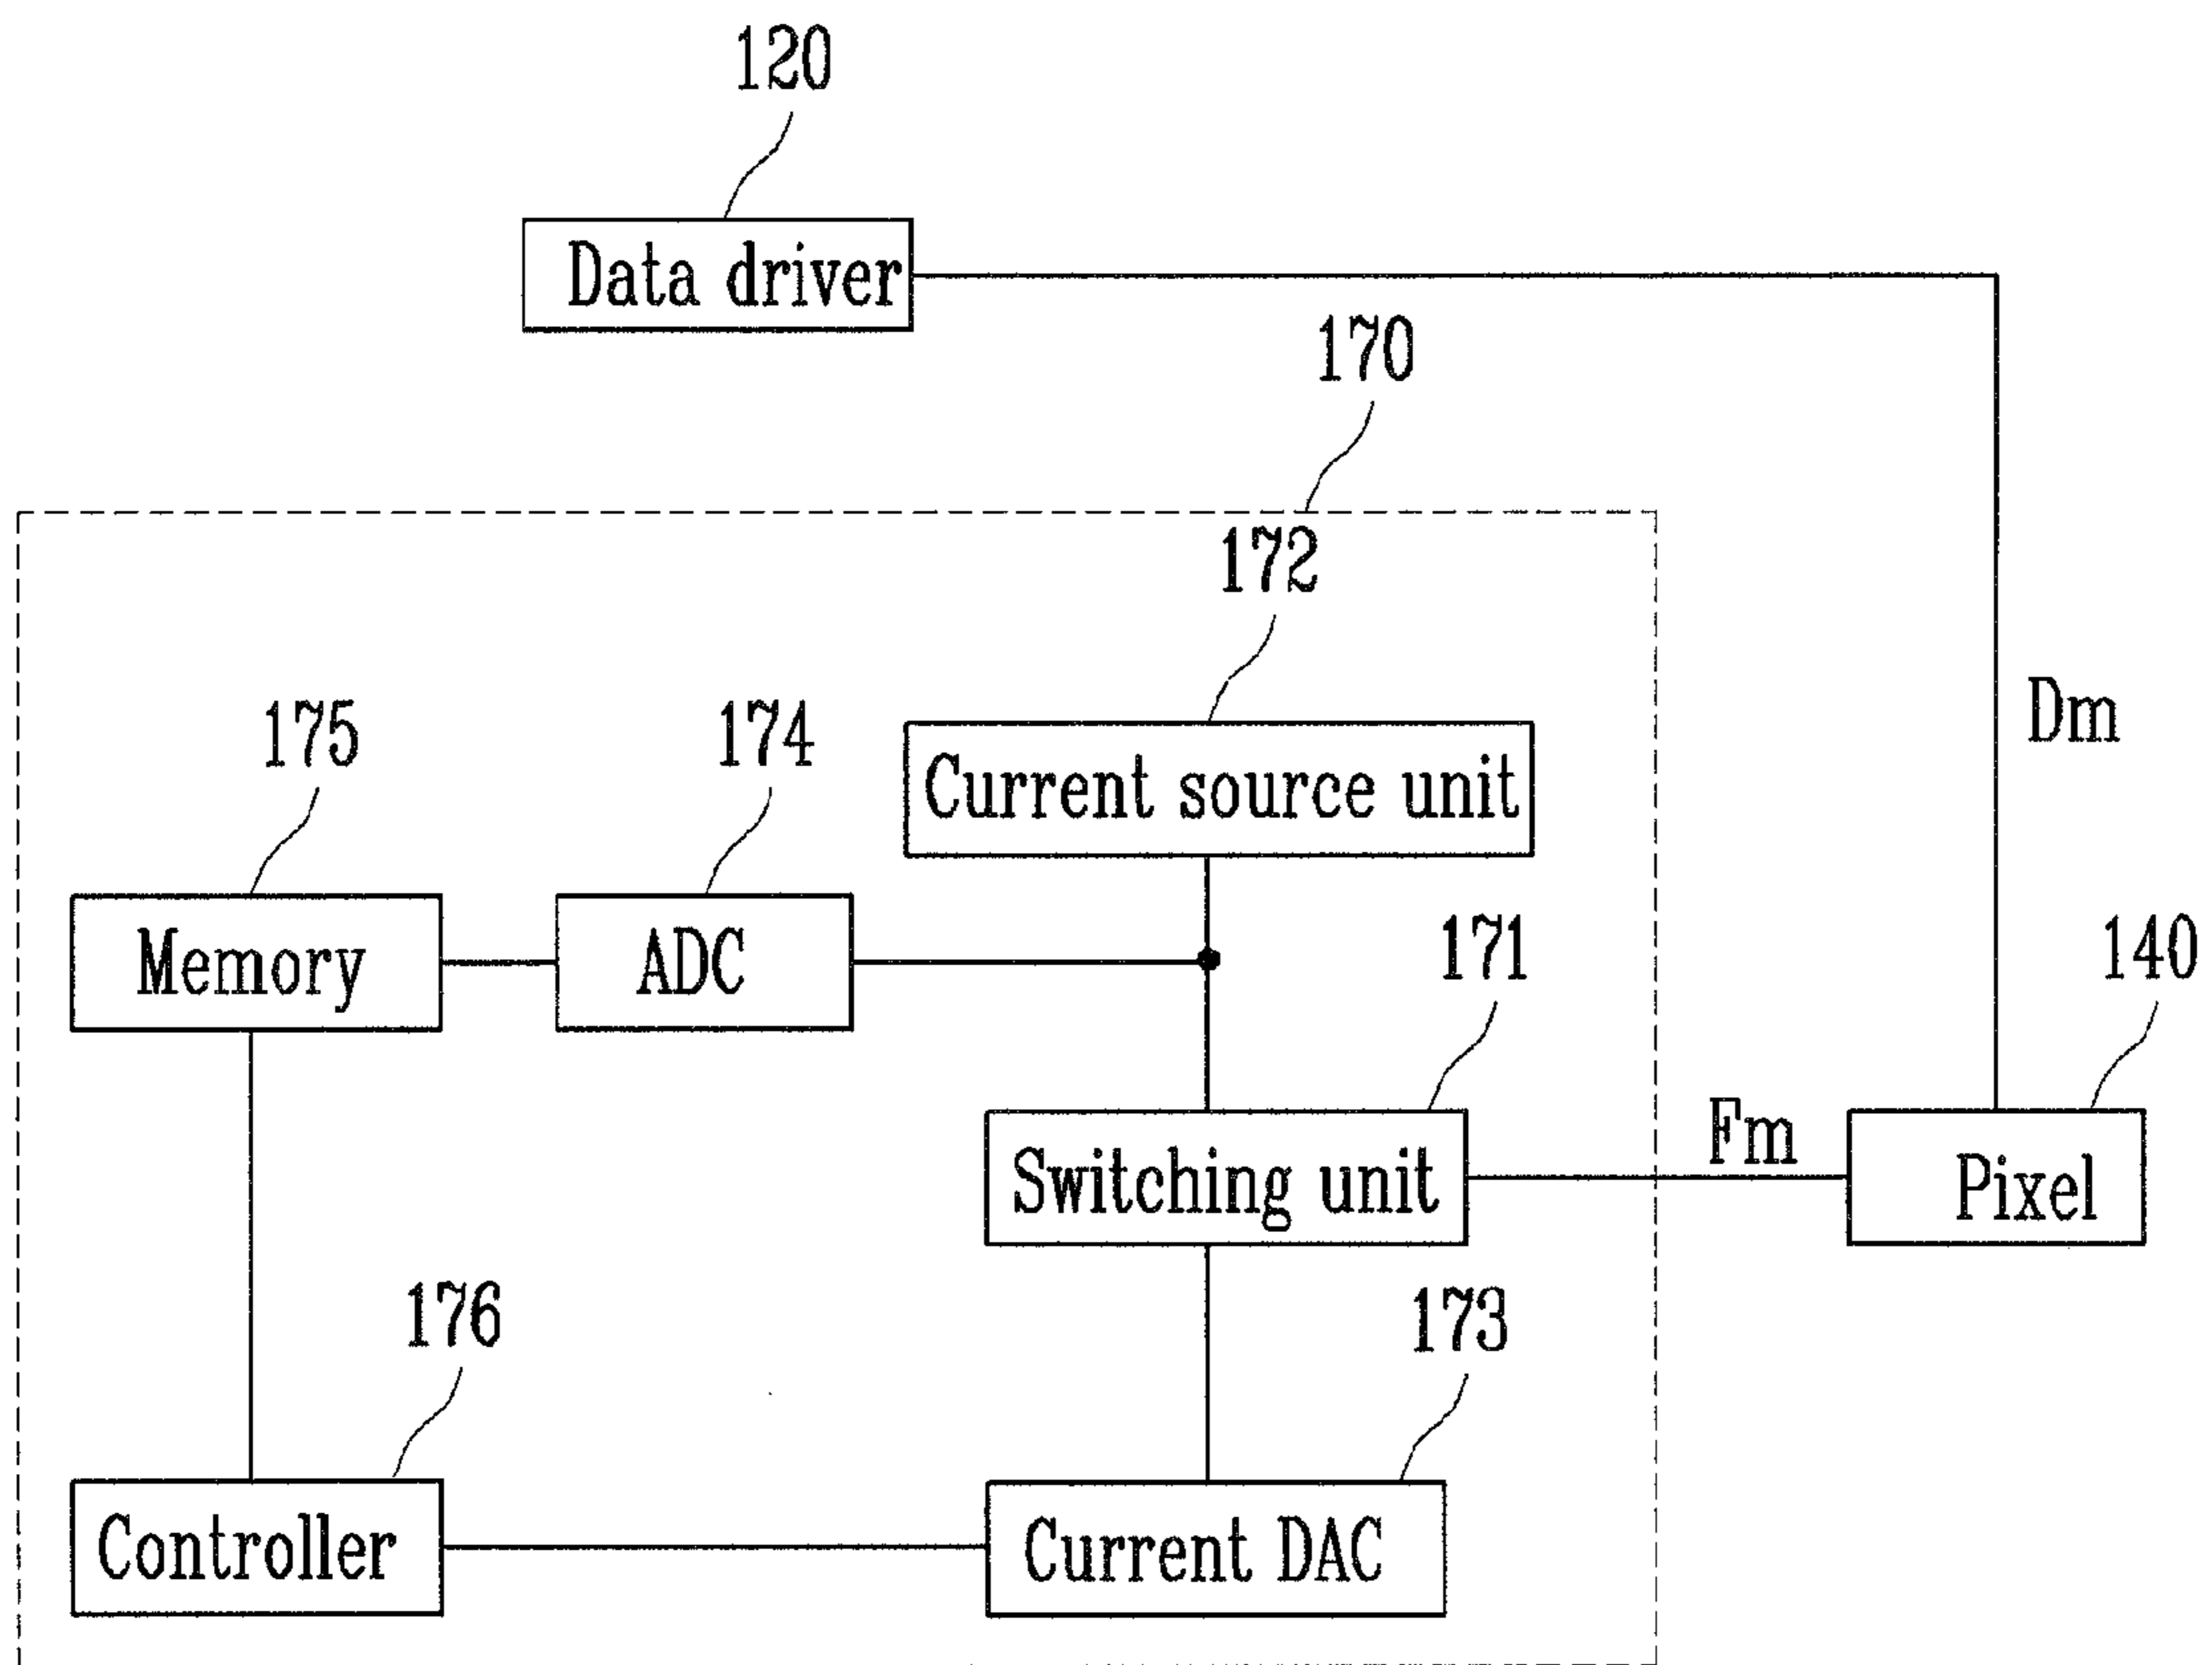 120
Data driver
170
172
175
174
Current source unit
Dm
Memory
ADC
171
140
Fm
Switching unit
Pixel
176
173
Controller
Current DAC